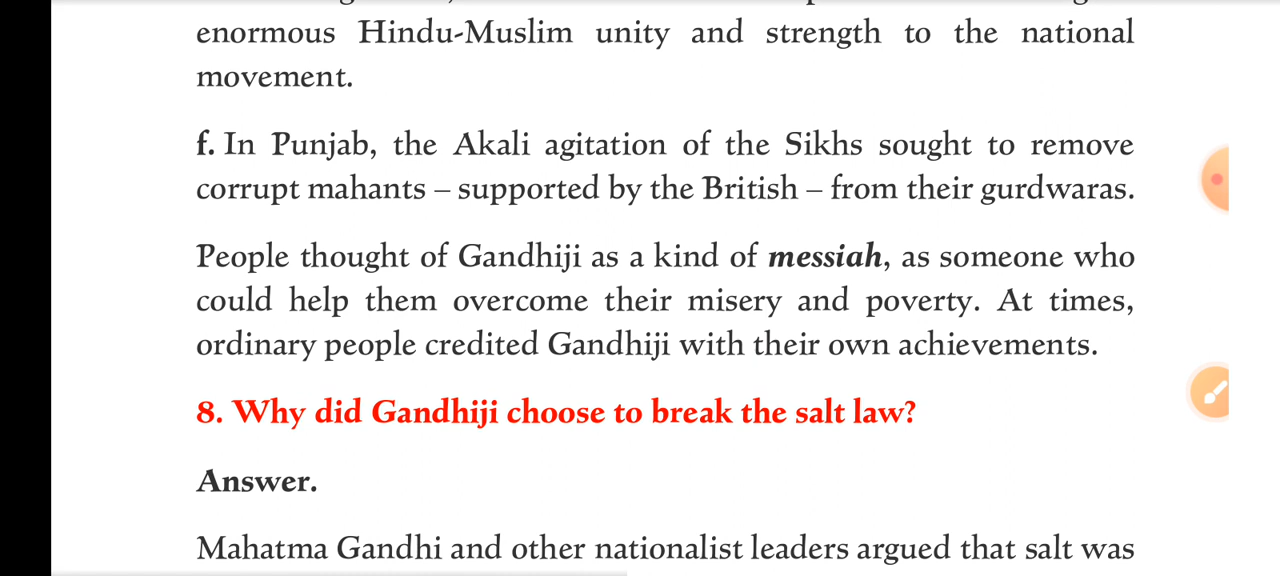 enormous Hindu-Muslim unity and strength to the national
movement.
f. In Punjab, the Akali agitation of the Sikhs sought to remove
corrupt mahants – supported by the British – from their gurdwaras.
People thought of Gandhiji as a kind of messiah, as someone who
could help them overcome their misery and poverty. At times,
ordinary people credited Gandhiji with their own achievements.
8. Why did Gandhiji choose to break the salt law?
Answer.
Mahatma Gandhi and other nationalist leaders argued that salt was